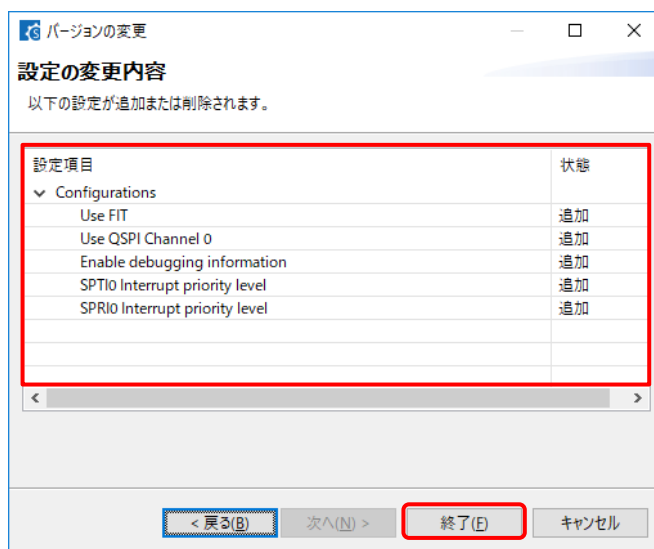 バージョンの変更
設定の変更内容
以下の設定が追加または削除されます。
設定項目 状態
Configurations
Use FIT 追加
Use QSPI Channel 0 追加
Enable debugging information 追加
SPTI0 Interrupt priority level 追加
SPRI0 Interrupt priority level 追加
< 戻る(B) 次へ(N) > 終了(F) キャンセル